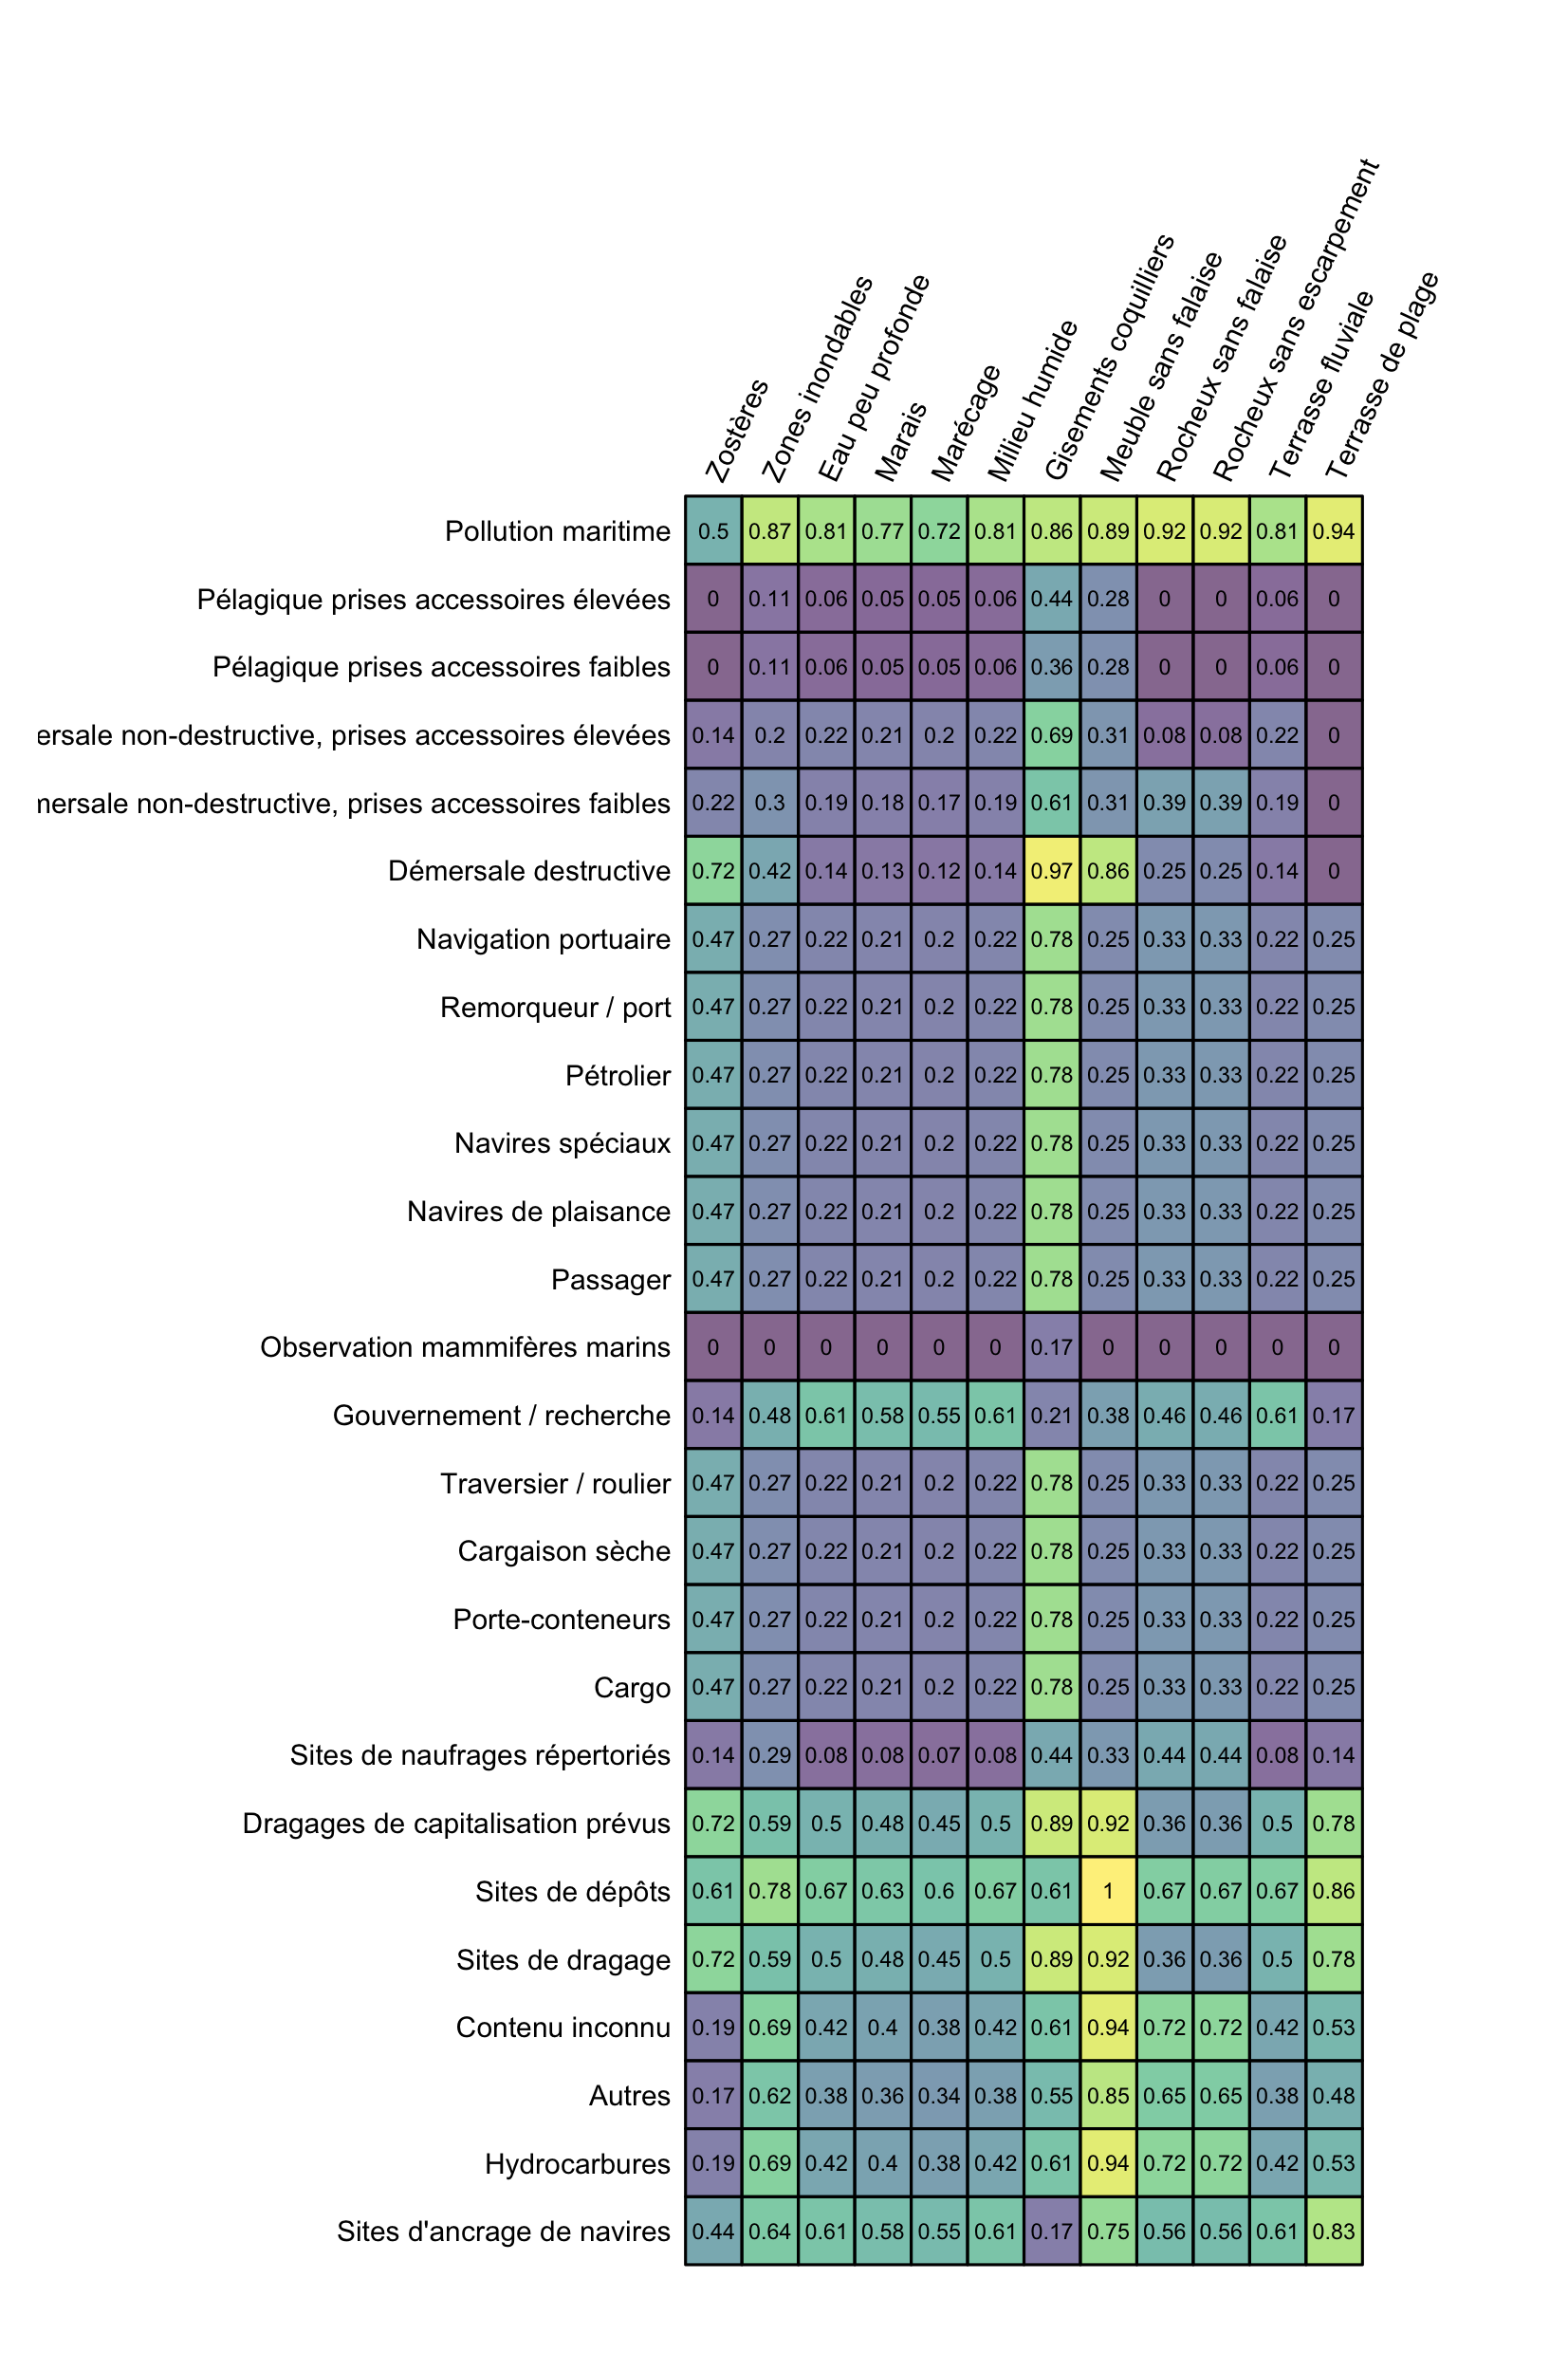 Zostères
Zones inondables
Eau peu profonde
Marais
Marécage
Milieu humide
Gisements coquilliers
Meuble sans falaise
Rocheux sans falaise
Rocheux sans escarpement
Terrasse fluviale
Terrasse de plage
Pollution maritime 0.5 0.87 0.81 0.77 0.72 0.81 0.86 0.89 0.92 0.92 0.81 0.94
Pélagique prises accessoires élevées 0 0.11 0.06 0.05 0.05 0.06 0.44 0.28 0 0 0.06 0
Pélagique prises accessoires faibles 0 0.11 0.06 0.05 0.05 0.06 0.36 0.28 0 0 0.06 0
ersale non-destructive, prises accessoires élevées 0.14 0.2 0.22 0.21 0.2 0.22 0.69 0.31 0.08 0.08 0.22 0
mersale non-destructive, prises accessoires faibles 0.22 0.3 0.19 0.18 0.17 0.19 0.61 0.31 0.39 0.39 0.19 0
Démersale destructive 0.72 0.42 0.14 0.13 0.12 0.14 0.97 0.86 0.25 0.25 0.14 0
Navigation portuaire 0.47 0.27 0.22 0.21 0.2 0.22 0.78 0.25 0.33 0.33 0.22 0.25
Remorqueur / port 0.47 0.27 0.22 0.21 0.2 0.22 0.78 0.25 0.33 0.33 0.22 0.25
Pétrolier 0.47 0.27 0.22 0.21 0.2 0.22 0.78 0.25 0.33 0.33 0.22 0.25
Navires spéciaux 0.47 0.27 0.22 0.21 0.2 0.22 0.78 0.25 0.33 0.33 0.22 0.25
Navires de plaisance 0.47 0.27 0.22 0.21 0.2 0.22 0.78 0.25 0.33 0.33 0.22 0.25
Passager 0.47 0.27 0.22 0.21 0.2 0.22 0.78 0.25 0.33 0.33 0.22 0.25
Observation mammifères marins 0 0 0 0 0 0 0.17 0 0 0 0 0
Gouvernement / recherche 0.14 0.48 0.61 0.58 0.55 0.61 0.21 0.38 0.46 0.46 0.61 0.17
Traversier / roulier 0.47 0.27 0.22 0.21 0.2 0.22 0.78 0.25 0.33 0.33 0.22 0.25
Cargaison sèche 0.47 0.27 0.22 0.21 0.2 0.22 0.78 0.25 0.33 0.33 0.22 0.25
Porte-conteneurs 0.47 0.27 0.22 0.21 0.2 0.22 0.78 0.25 0.33 0.33 0.22 0.25
Cargo 0.47 0.27 0.22 0.21 0.2 0.22 0.78 0.25 0.33 0.33 0.22 0.25
Sites de naufrages répertoriés 0.14 0.29 0.08 0.08 0.07 0.08 0.44 0.33 0.44 0.44 0.08 0.14
Dragages de capitalisation prévus 0.72 0.59 0.5 0.48 0.45 0.5 0.89 0.92 0.36 0.36 0.5 0.78
Sites de dépôts 0.61 0.78 0.67 0.63 0.6 0.67 0.61 1 0.67 0.67 0.67 0.86
Sites de dragage 0.72 0.59 0.5 0.48 0.45 0.5 0.89 0.92 0.36 0.36 0.5 0.78
Contenu inconnu 0.19 0.69 0.42 0.4 0.38 0.42 0.61 0.94 0.72 0.72 0.42 0.53
Autres 0.17 0.62 0.38 0.36 0.34 0.38 0.55 0.85 0.65 0.65 0.38 0.48
Hydrocarbures 0.19 0.69 0.42 0.4 0.38 0.42 0.61 0.94 0.72 0.72 0.42 0.53
Sites d'ancrage de navires 0.44 0.64 0.61 0.58 0.55 0.61 0.17 0.75 0.56 0.56 0.61 0.83